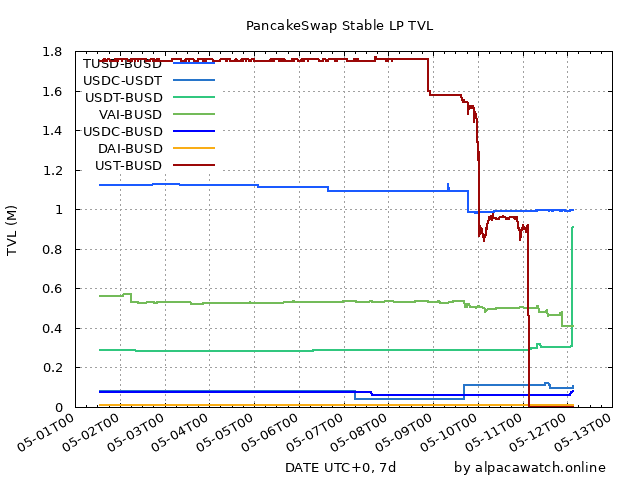 PancakeSwap Stable LP TVL
TVL (M)
1.8
1.6
1.4
1.2
1
0.8
0.6
0.4
0.2
0
TUSD-BUSD
USDC-USDT
USDT-BUSD
VAI-BUSD
USDC-BUSD
DAI-BUSD
UST-BUSD
05-01T00
05-02T00
05-03T00
05-04T00
05-05T00
05-06T00
05-07T00
05-08T00
05-09T00
05-10T00
05-11T00
05-12T00
05-13T00
DATE UTC+0, 7d
by alpacawatch.online